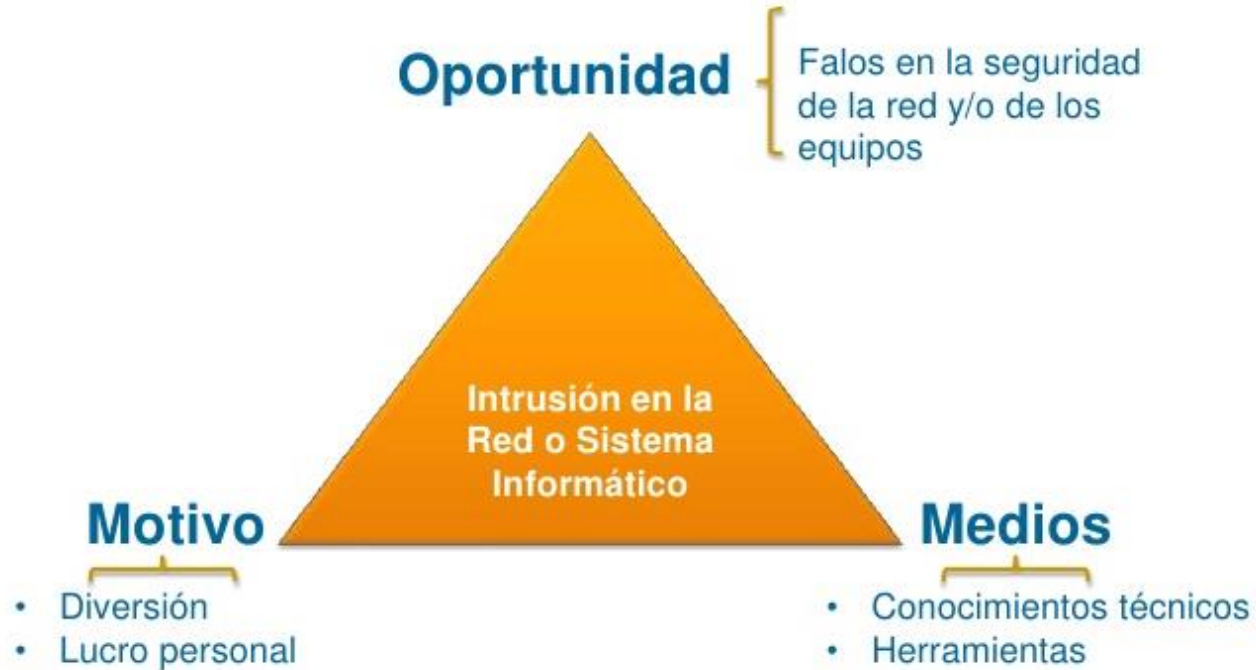 Oportunidad
Falos en la seguridad
de la red y/o de los
equipos
Intrusión en la
Red o Sistema
Informático
Motivo
• Diversión
• Lucro personal
Medios
• Conocimientos técnicos
• Herramientas